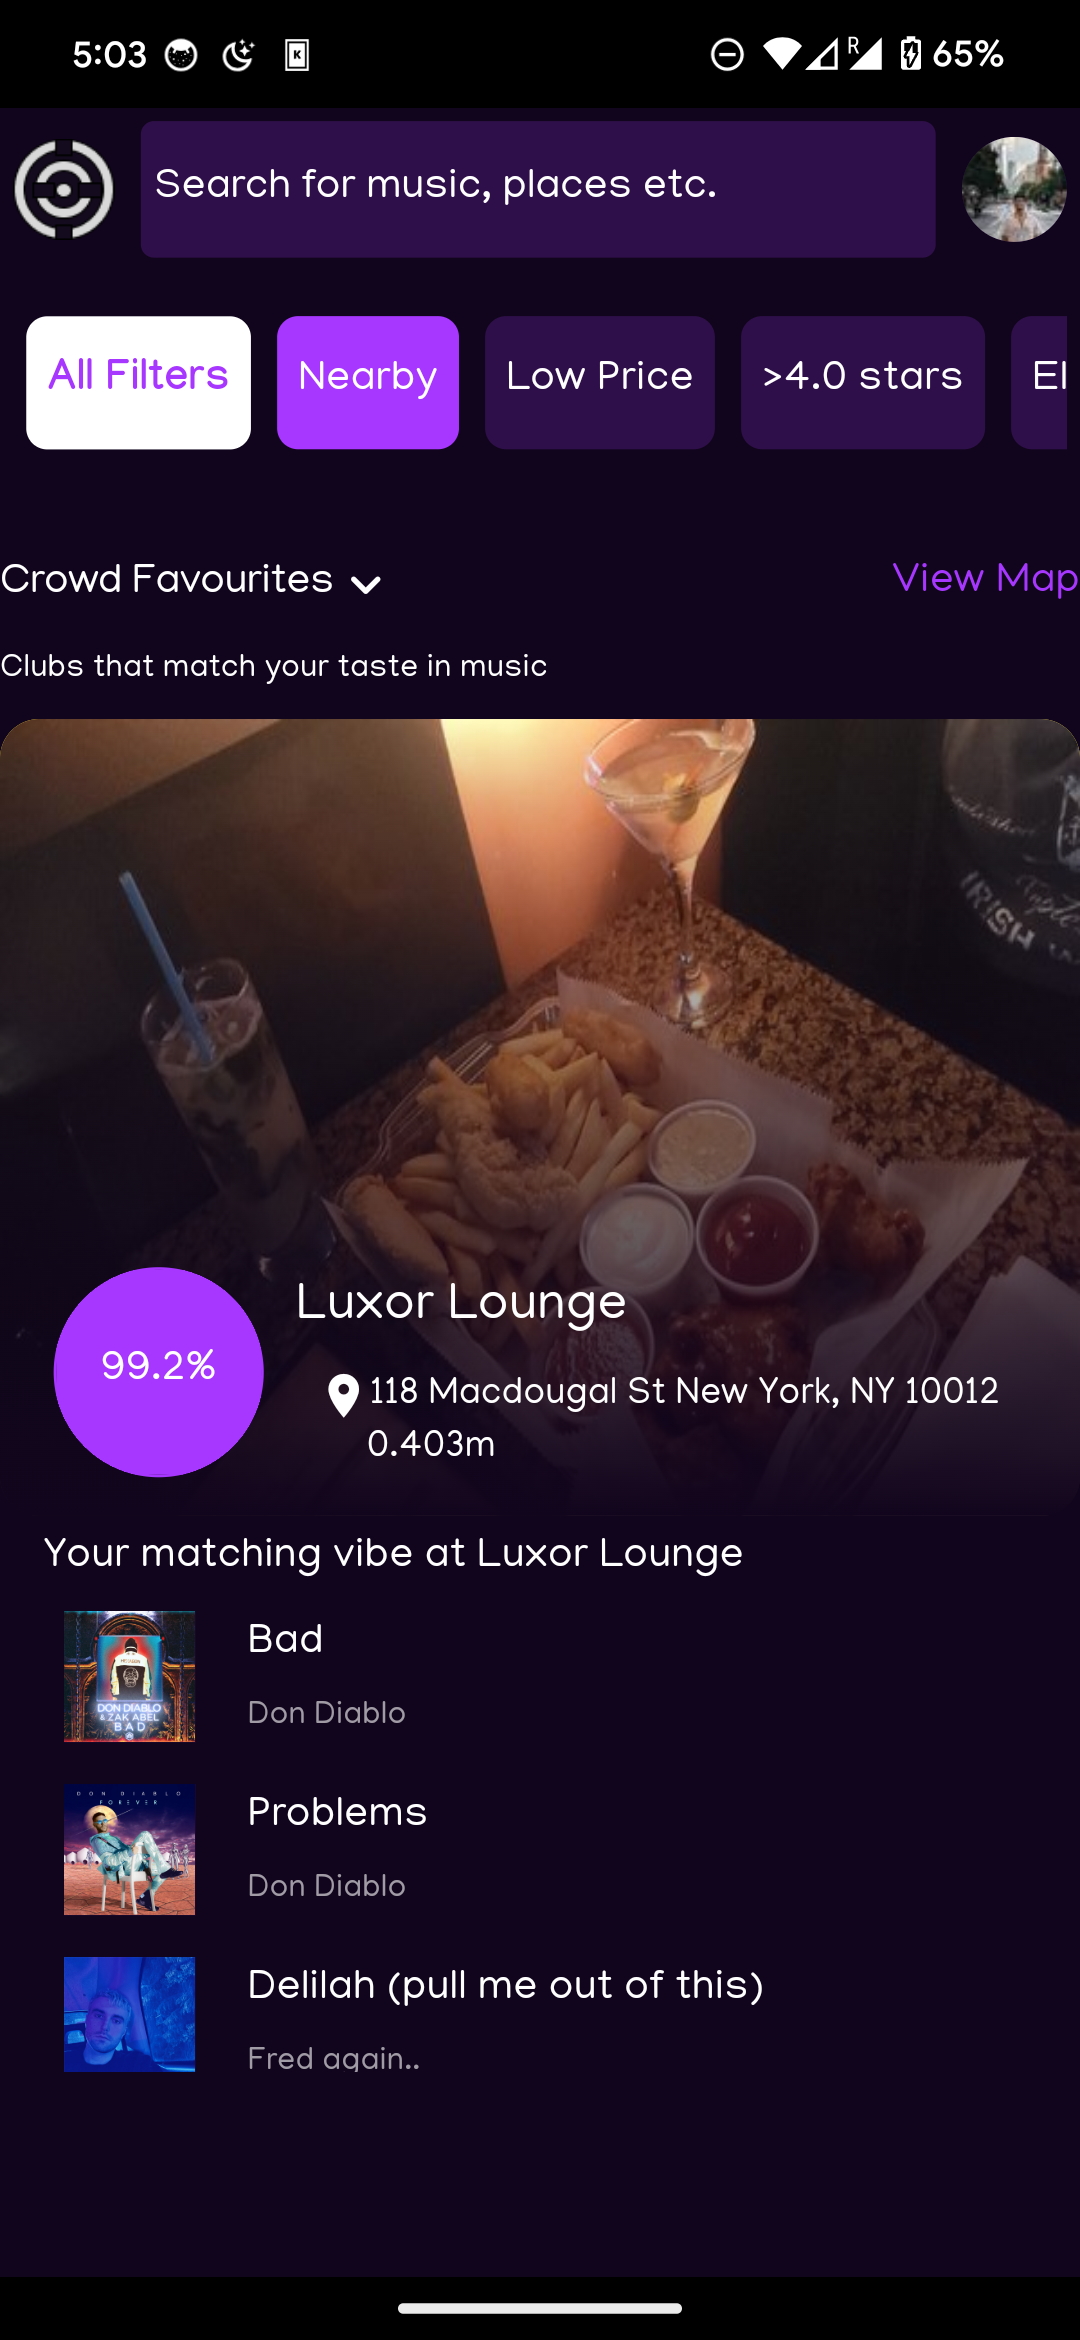 5:03
K
R
65%
Search for music, places etc.
All Filters
Nearby
Low Price
>4.0 stars
Crowd Favourites
View Map
Clubs that match your taste in music
IRISH
Luxor Lounge
99.2%
118 Macdougal St New York, NY 10012
0.403m
Your matching vibe at Luxor Lounge
DON DIABLO
& ZAK ABEL
BAD
Bad
Don Diablo
DON DIABLO
FOREVER
Problems
Don Diablo
Delilah (pull me out of this)
Fred again..